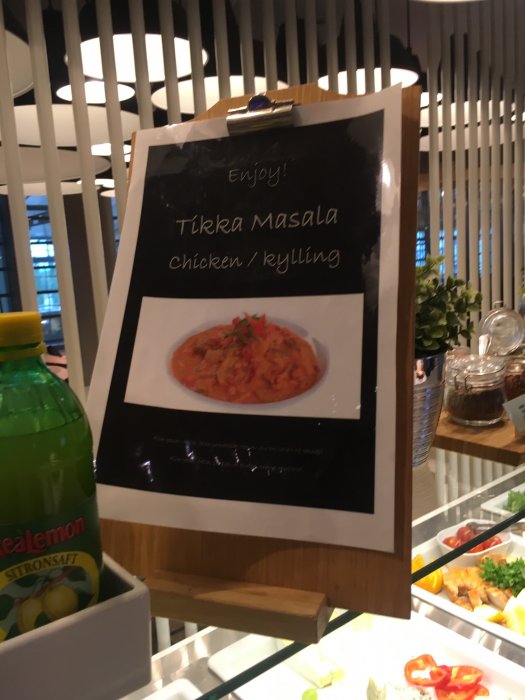 Enjoy!
Tikka Masala
Chicken / kylling
ReaLemon
SITRONSAFT